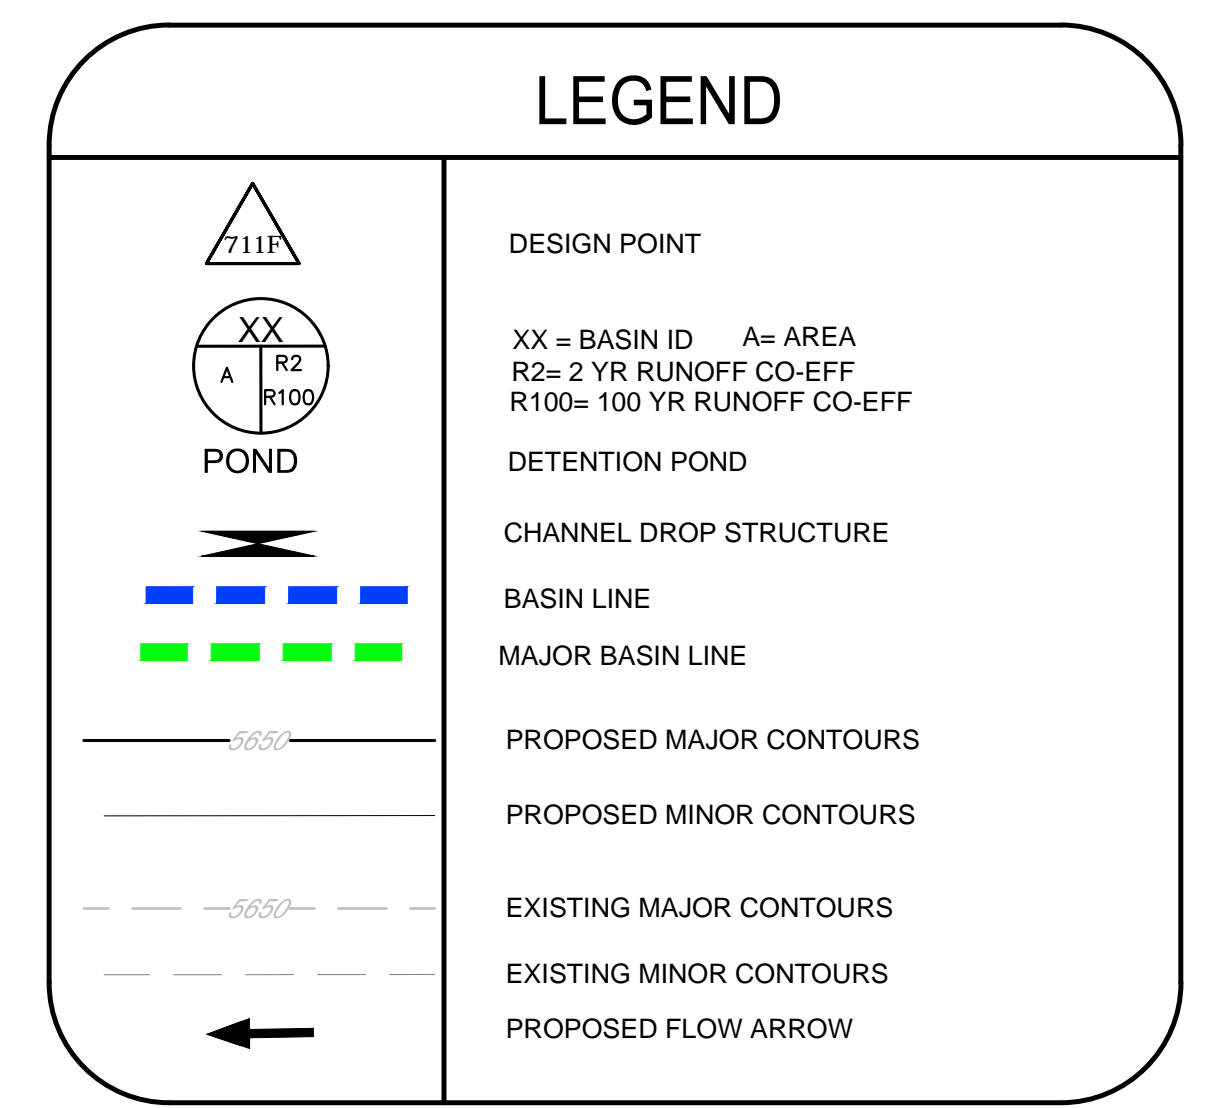 LEGEND
711F
DESIGN POINT
XX
A
R2
R100
XX = BASIN ID A= AREA
R2= 2 YR RUNOFF CO-EFF
R100= 100 YR RUNOFF CO-EFF
POND
DETENTION POND
CHANNEL DROP STRUCTURE
BASIN LINE
MAJOR BASIN LINE
5650
PROPOSED MAJOR CONTOURS
PROPOSED MINOR CONTOURS
5650
EXISTING MAJOR CONTOURS
EXISTING MINOR CONTOURS
PROPOSED FLOW ARROW